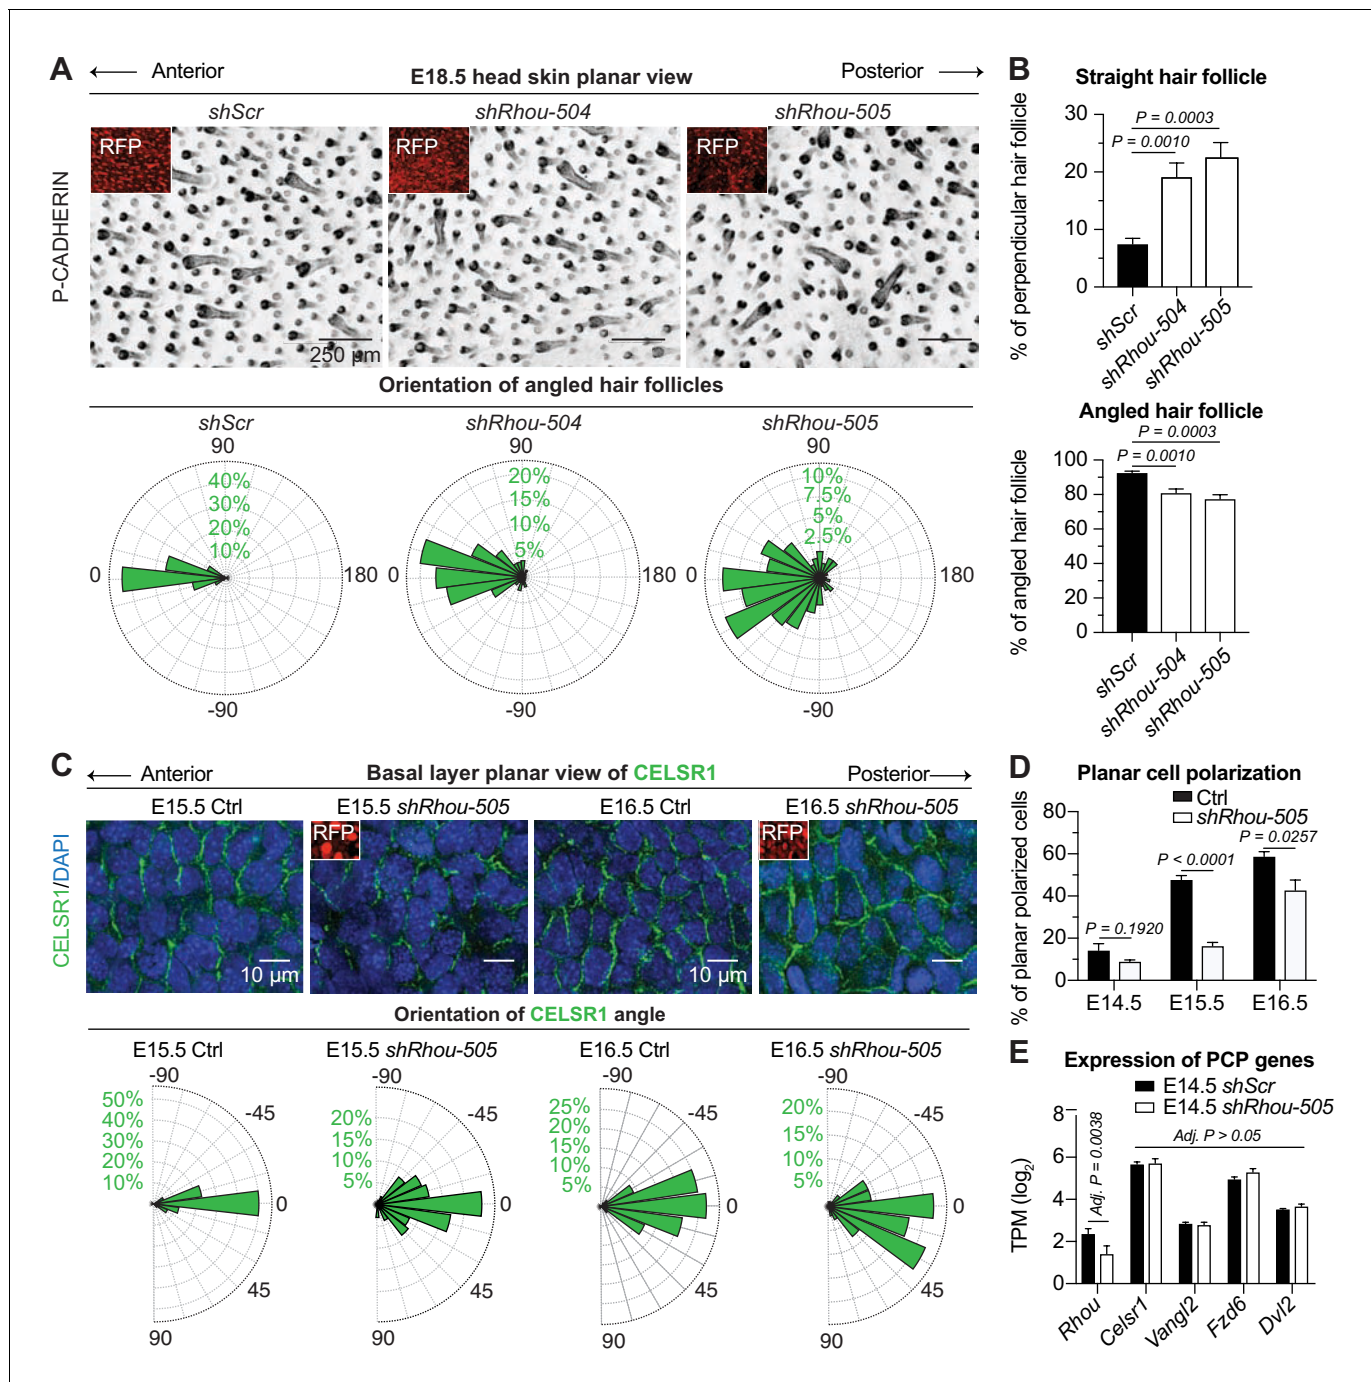 A
Anterior
E18.5 head skin planar view
Posterior
shScr
shRhou-504
shRhou-505
P-CADHERIN
RFP
RFP
RFP
250 µm
Orientation of angled hair follicles
shScr
shRhou-504
shRhou-505
90
90
90
40%
30%
20%
10%
20%
15%
10%
5%
10%
7.5%
5%
2.5%
0
180
0
180
0
180
-90
-90
-90
B
Straight hair follicle
% of perpendicular hair follicle
30
20
10
0
P = 0.0003
P = 0.0010
shScr
shRhou-504
shRhou-505
Angled hair follicle
% of angled hair follicle
100
80
60
40
20
0
P = 0.0003
P = 0.0010
shScr
shRhou-504
shRhou-505
C
Anterior
Basal layer planar view of CELSR1
Posterior
E15.5 Ctrl
E15.5 shRhou-505
E16.5 Ctrl
E16.5 shRhou-505
CELSR1/DAPI
RFP
RFP
10 µm
10 µm
Orientation of CELSR1 angle
E15.5 Ctrl
E15.5 shRhou-505
E16.5 Ctrl
E16.5 shRhou-505
-90
-90
-90
-90
-45
-45
-45
-45
50%
40%
30%
20%
10%
20%
15%
10%
5%
25%
20%
15%
10%
5%
20%
15%
10%
5%
0
0
0
0
45
45
45
45
90
90
90
90
D
Planar cell polarization
Ctrl
shRhou-505
% of planar polarized cells
80
60
40
20
0
P = 0.1920
P < 0.0001
P = 0.0257
E14.5
E15.5
E16.5
E
Expression of PCP genes
E14.5 shScr
E14.5 shRhou-505
TPM (log2)
8
6
4
2
0
Adj. P = 0.0038
Adj. P > 0.05
Rhou
Celsr1
Vangl2
Fzd6
Dvl2